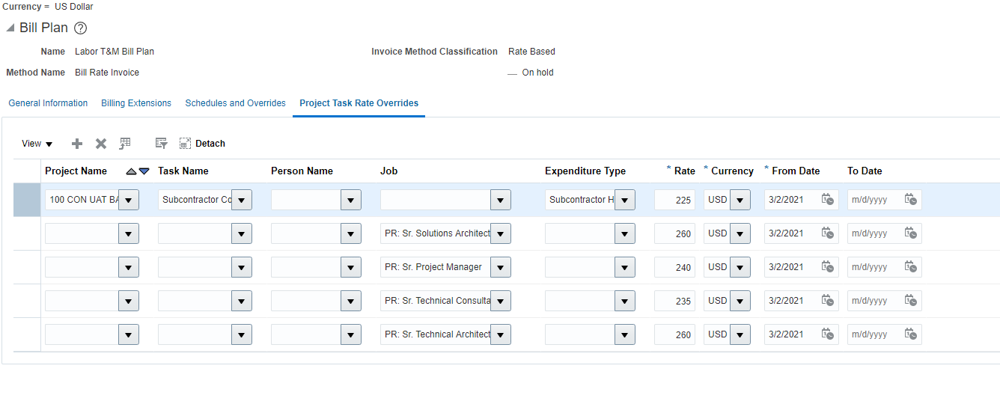 Currency = US Dollar
Bill Plan ?
Name Labor T&M Bill Plan Invoice Method Classification Rate Based
Method Name Bill Rate Invoice On hold
General Information Billing Extensions Schedules and Overrides Project Task Rate Overrides
View Detach
Project Name Task Name Person Name Job Expenditure Type * Rate * Currency * From Date To Date
100 CON UAT BA Subcontractor Co Subcontractor H 225 USD 3/2/2021 m/d/yyyy
PR: Sr. Solutions Architect 260 USD 3/2/2021 m/d/yyyy
PR: Sr. Project Manager 240 USD 3/2/2021 m/d/yyyy
PR: Sr. Technical Consulta 235 USD 3/2/2021 m/d/yyyy
PR: Sr. Technical Architect 260 USD 3/2/2021 m/d/yyyy